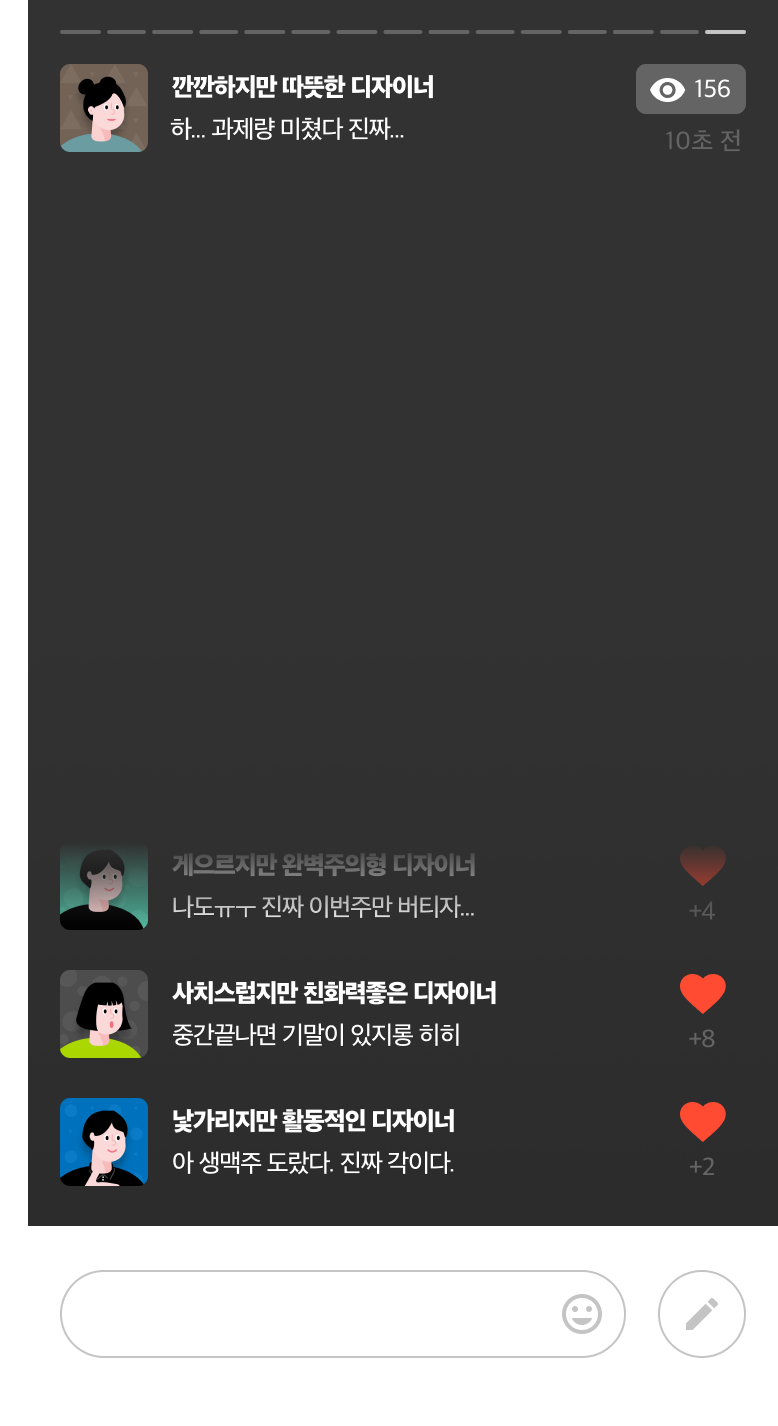 깐깐하지만 따뜻한 디자이너
156
하... 과제량 미쳤다 진짜...
10초 전
게으르지만 완벽주의형 디자이너
나도ㅠㅜ 진짜 이번주만 버티자...
+4
사치스럽지만 친화력좋은 디자이너
중간끝나면 기말이 있지롱 히히
+8
낯가리지만 활동적인 디자이너
아 생맥주 도랐다. 진짜 각이다.
+2